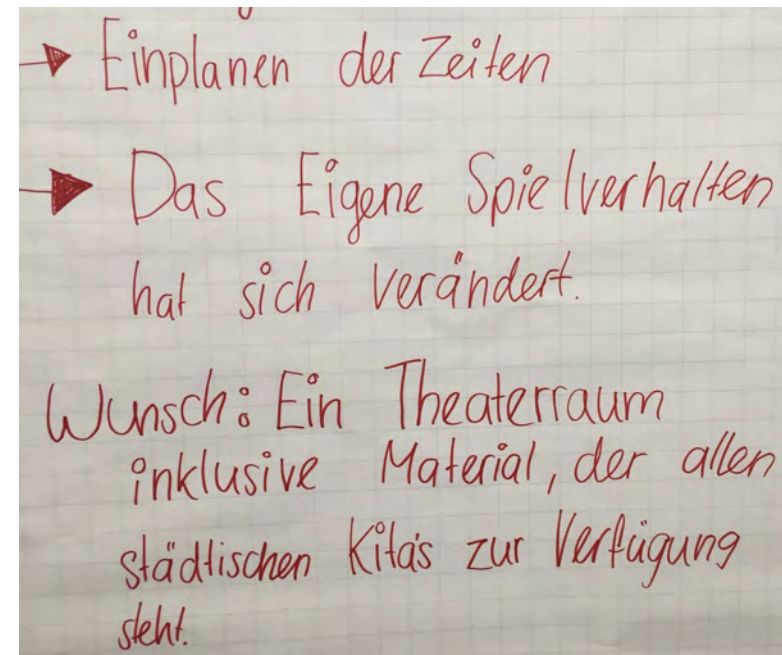 → Einplanen der Zeiten
→ Das Eigene Spielverhalten
hat sich verändert.
Wunsch: Ein Theaterraum
inklusive Material, der allen
städtischen Kita's zur Verfügung
steht.